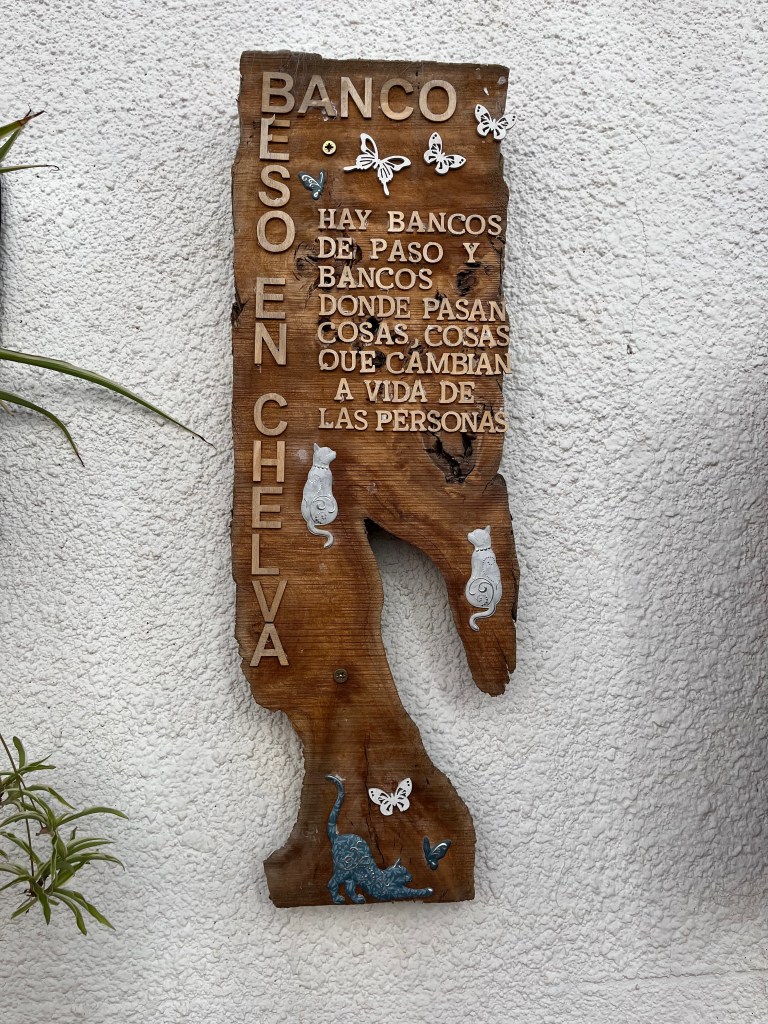 BANCO
BESO EN CHELVA
HAY BANCOS
DE PASO Y
BANCOS
DONDE PASAN
COSAS, COSAS
QUE CAMBIAN
A VIDA DE
LAS PERSONAS